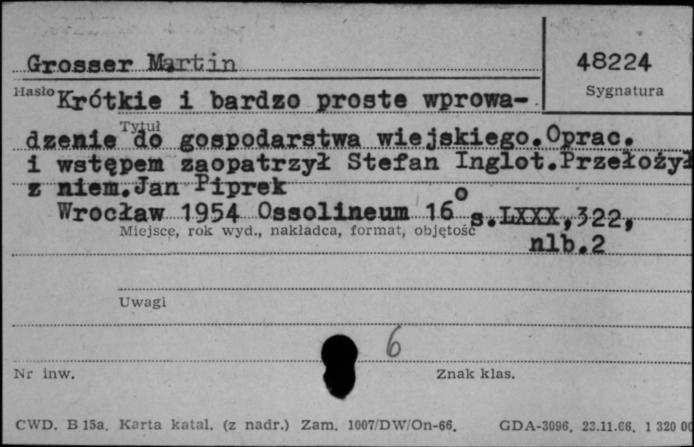 Grosser Martin
48224
Hasło
Sygnatura
Krótkie i bardzo proste wprowa-
Tytuł
dzenie do gospodarstwa wiejskiego. Oprac.
i wstępem zaopatrzył Stefan Inglot. Przełożył
z niem. Jan Piprek
Wrocław 1954 Ossolineum 16° s. LXXX, 322,
Miejsce, rok wyd., nakładca, format, objętość
nlb. 2
Uwagi
6
Nr inw.
Znak klas.
CWD. B 15a. Karta katal. (z nadr.) Zam. 1007/DW/On-66. GDA-3096. 23.11.66. 1 320 00